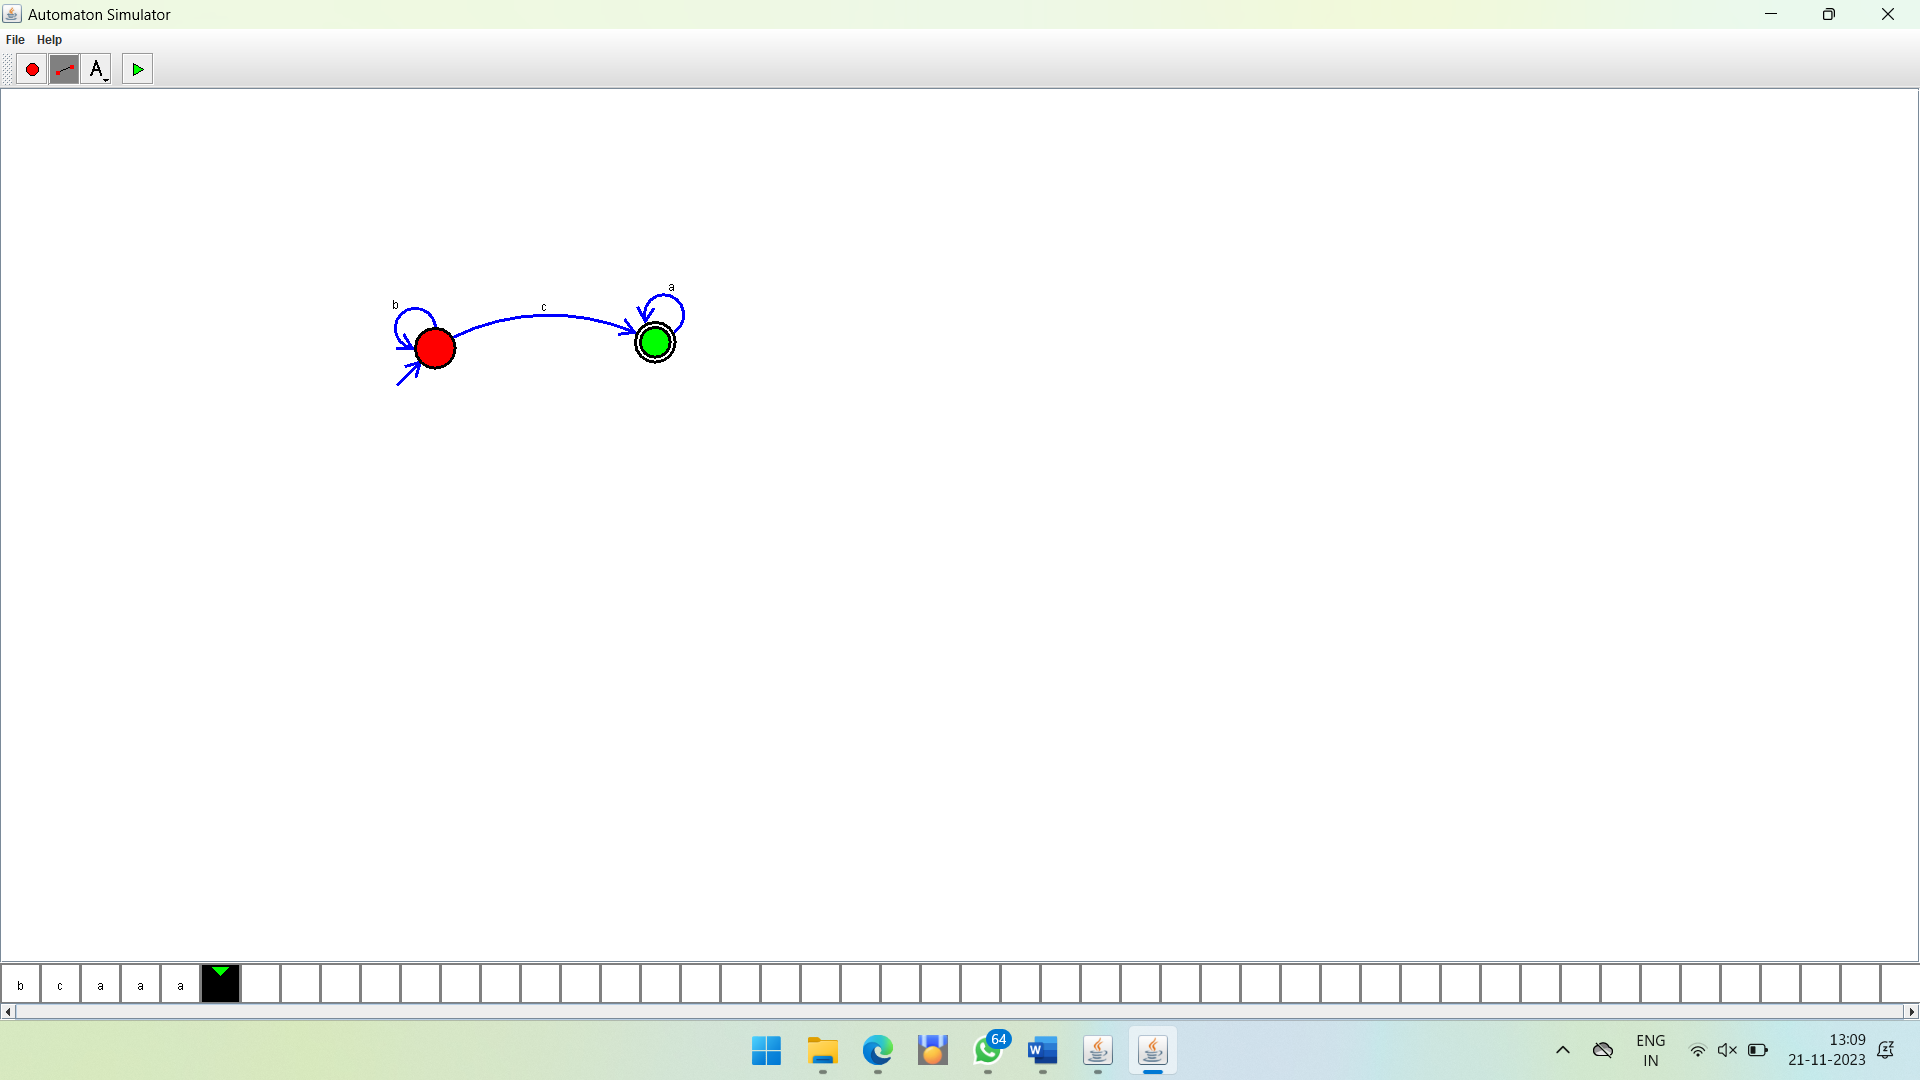 Automaton Simulator
File Help
A
a
b
c
b c a a a
64
W
ENG
IN
13:09
21-11-2023